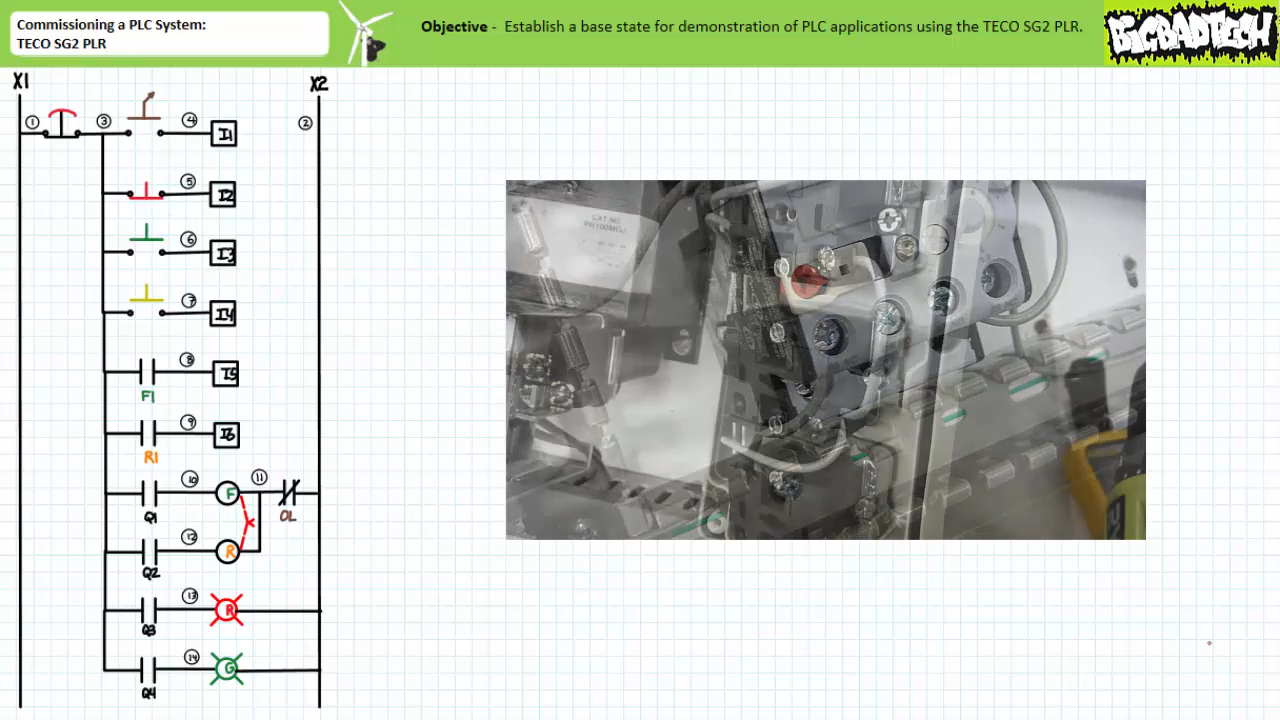 Commissioning a PLC System:
TECO SG2 PLR
Objective - Establish a base state for demonstration of PLC applications using the TECO SG2 PLR.
BIGBADTECH
X1
X2
1
3
4
I1
2
5
I2
6
I3
7
I4
8
I5
F1
9
I6
R1
10
F
11
Q1
OL
12
R
Q2
13
R
Q3
14
G
Q4
CAT.NO